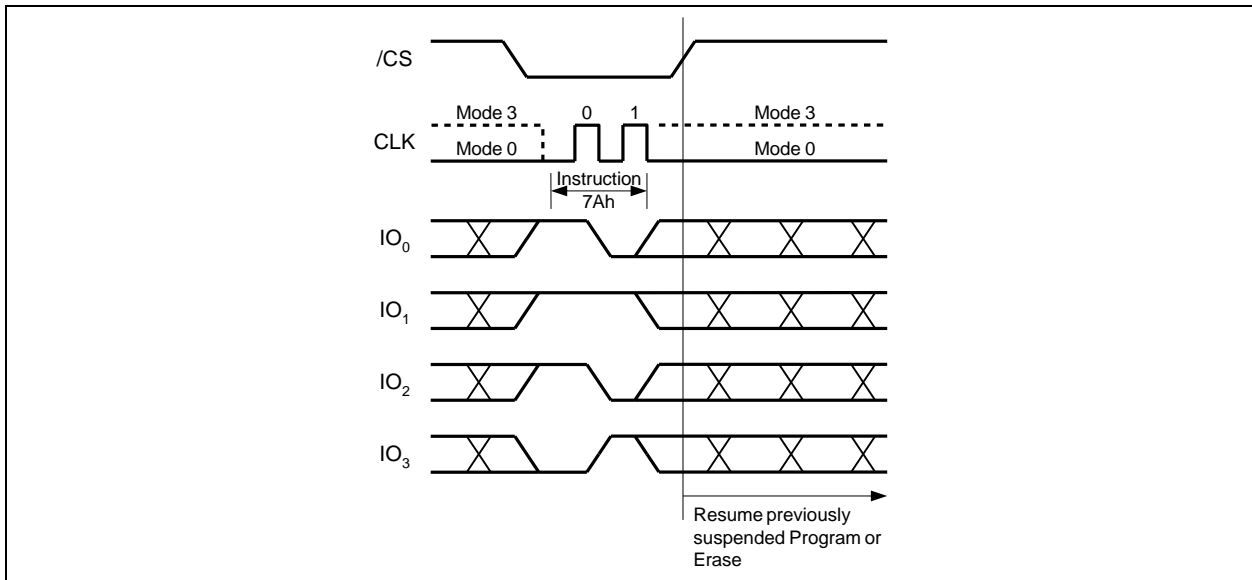 /CS
Mode 3
0
1
Mode 3
CLK
Mode 0
Mode 0
Instruction
7Ah
IO0
IO1
IO2
IO3
Resume previously
suspended Program or
Erase